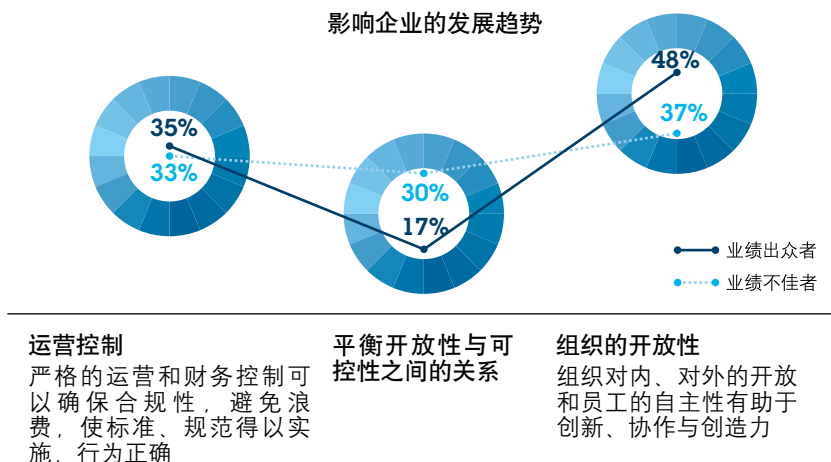 影响企业的发展趋势
48%
35%
37%
33%
30%
17%
业绩出众者
业绩不佳者
运营控制
严格的运营和财务控制可
以确保合规性，避免浪
费，使标准、规范得以实
施，行为正确
平衡开放性与可
控性之间的关系
组织的开放性
组织对内、对外的开放
和员工的自主性有助于
创新、协作与创造力